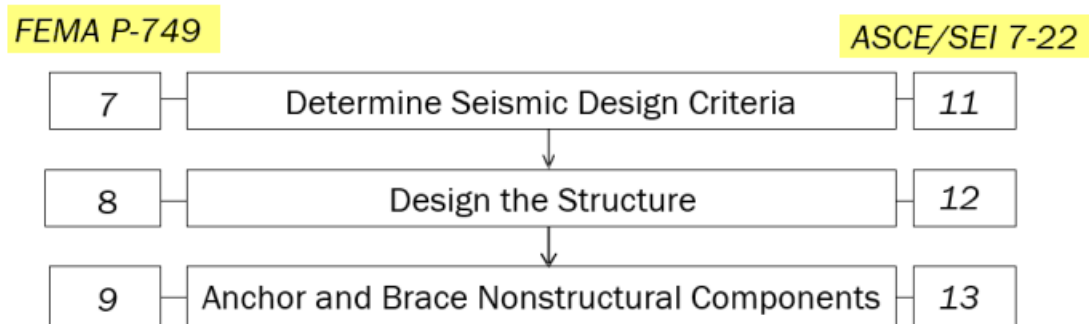 FEMA P-749
ASCE/SEI 7-22
7 Determine Seismic Design Criteria 11
8 Design the Structure 12
9 Anchor and Brace Nonstructural Components 13